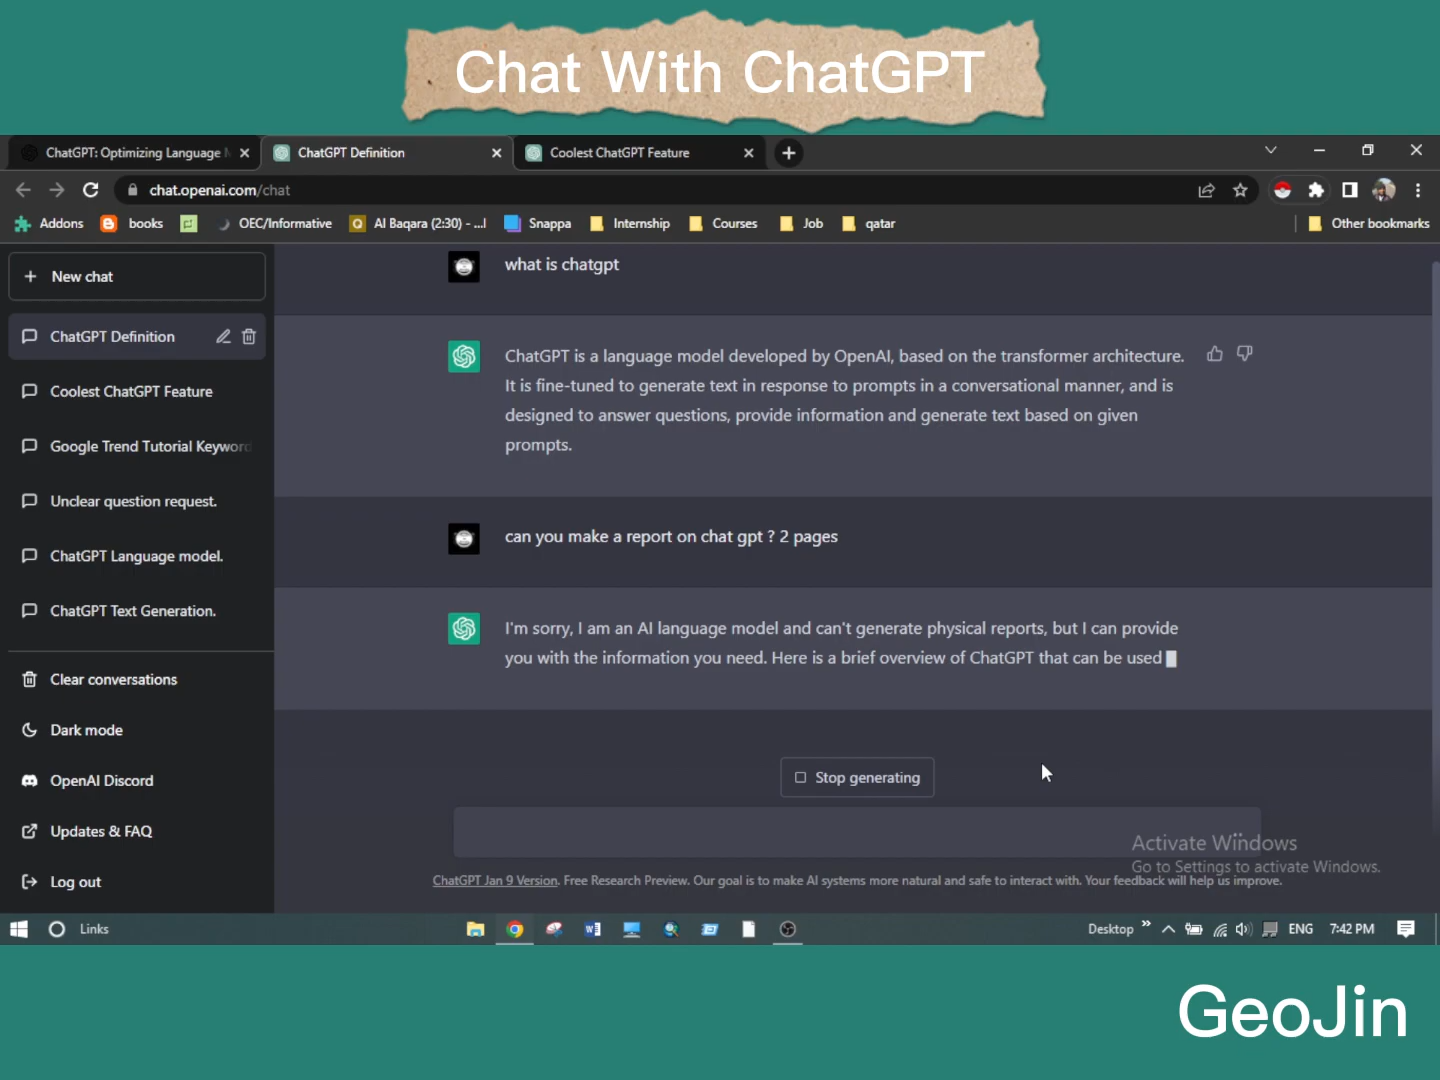 Chat With ChatGPT
ChatGPT: Optimizing Language
ChatGPT Definition
Coolest ChatGPT Feature
chat.openai.com/chat
Addons
books
OEC/Informative
Al Baqara (2:30) - ...l
Snappa
Internship
Courses
Job
qatar
Other bookmarks
New chat
ChatGPT Definition
Coolest ChatGPT Feature
Google Trend Tutorial Keyword
Unclear question request.
ChatGPT Language model.
ChatGPT Text Generation.
Clear conversations
Dark mode
OpenAI Discord
Updates & FAQ
Log out
what is chatgpt
ChatGPT is a language model developed by OpenAI, based on the transformer architecture.
It is fine-tuned to generate text in response to prompts in a conversational manner, and is
designed to answer questions, provide information and generate text based on given
prompts.
can you make a report on chat gpt ? 2 pages
I'm sorry, I am an AI language model and can't generate physical reports, but I can provide
you with the information you need. Here is a brief overview of ChatGPT that can be used
Stop generating
Activate Windows
Go to Settings to activate Windows.
ChatGPT Jan 9 Version. Free Research Preview. Our goal is to make AI systems more natural and safe to interact with. Your feedback will help us improve.
Links
Desktop
ENG
7:42 PM
GeoJin